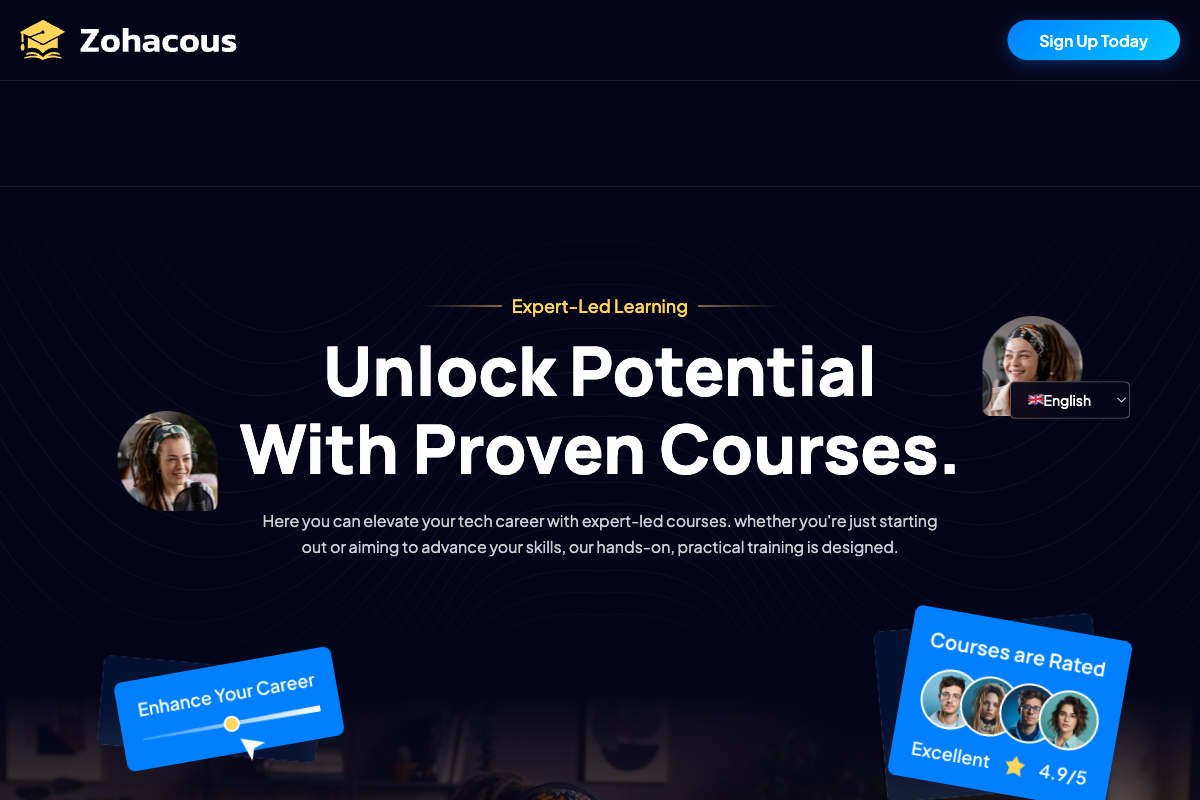 Zohacous
Sign Up Today
Expert-Led Learning
Unlock Potential
With Proven Courses.
English
Here you can elevate your tech career with expert-led courses. whether you're just starting
out or aiming to advance your skills, our hands-on, practical training is designed.
Enhance Your Career
Courses are Rated
Excellent 4.9/5